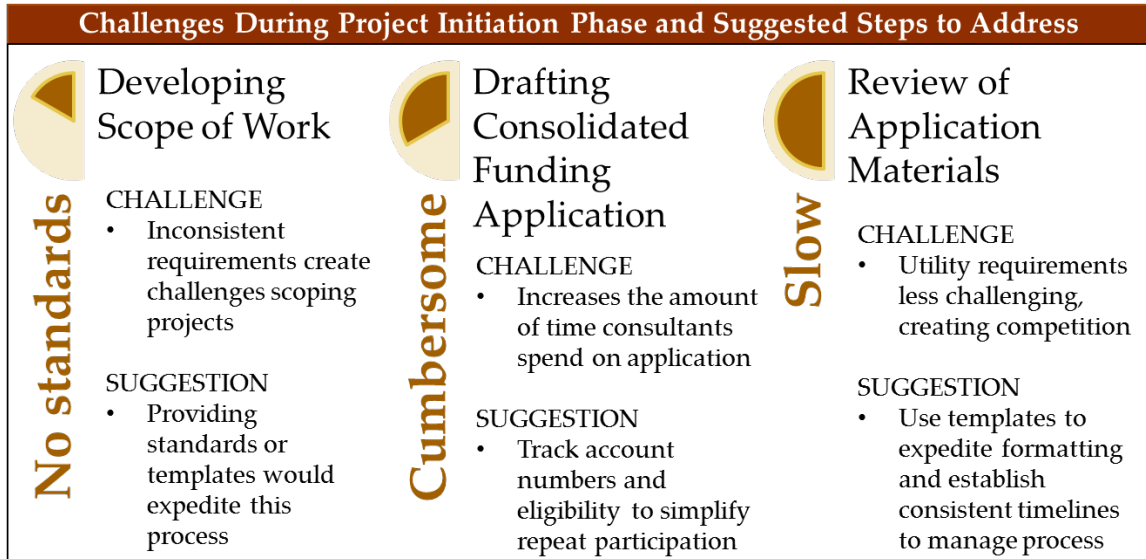 Challenges During Project Initiation Phase and Suggested Steps to Address
No standards
Developing
Scope of Work
CHALLENGE
• Inconsistent
requirements create
challenges scoping
projects
SUGGESTION
• Providing
standards or
templates would
expedite this
process
Cumbersome
Drafting
Consolidated
Funding
Application
CHALLENGE
• Increases the amount
of time consultants
spend on application
SUGGESTION
• Track account
numbers and
eligibility to simplify
repeat participation
Slow
Review of
Application
Materials
CHALLENGE
• Utility requirements
less challenging,
creating competition
SUGGESTION
• Use templates to
expedite formatting
and establish
consistent timelines
to manage process